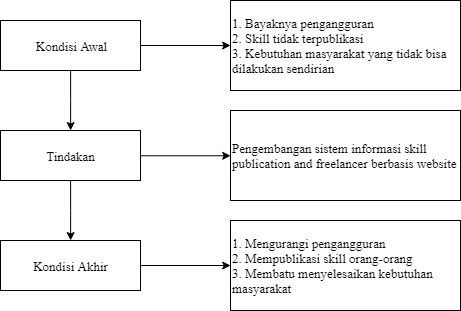 Kondisi Awal
1. Bayaknya pengangguran
2. Skill tidak terpublikasi
3. Kebutuhan masyarakat yang tidak bisa
dilakukan sendirian
Tindakan
Pengembangan sistem informasi skill
publication and freelancer berbasis website
Kondisi Akhir
1. Mengurangi pengangguran
2. Mempublikasi skill orang-orang
3. Membatu menyelesaikan kebutuhan
masyarakat